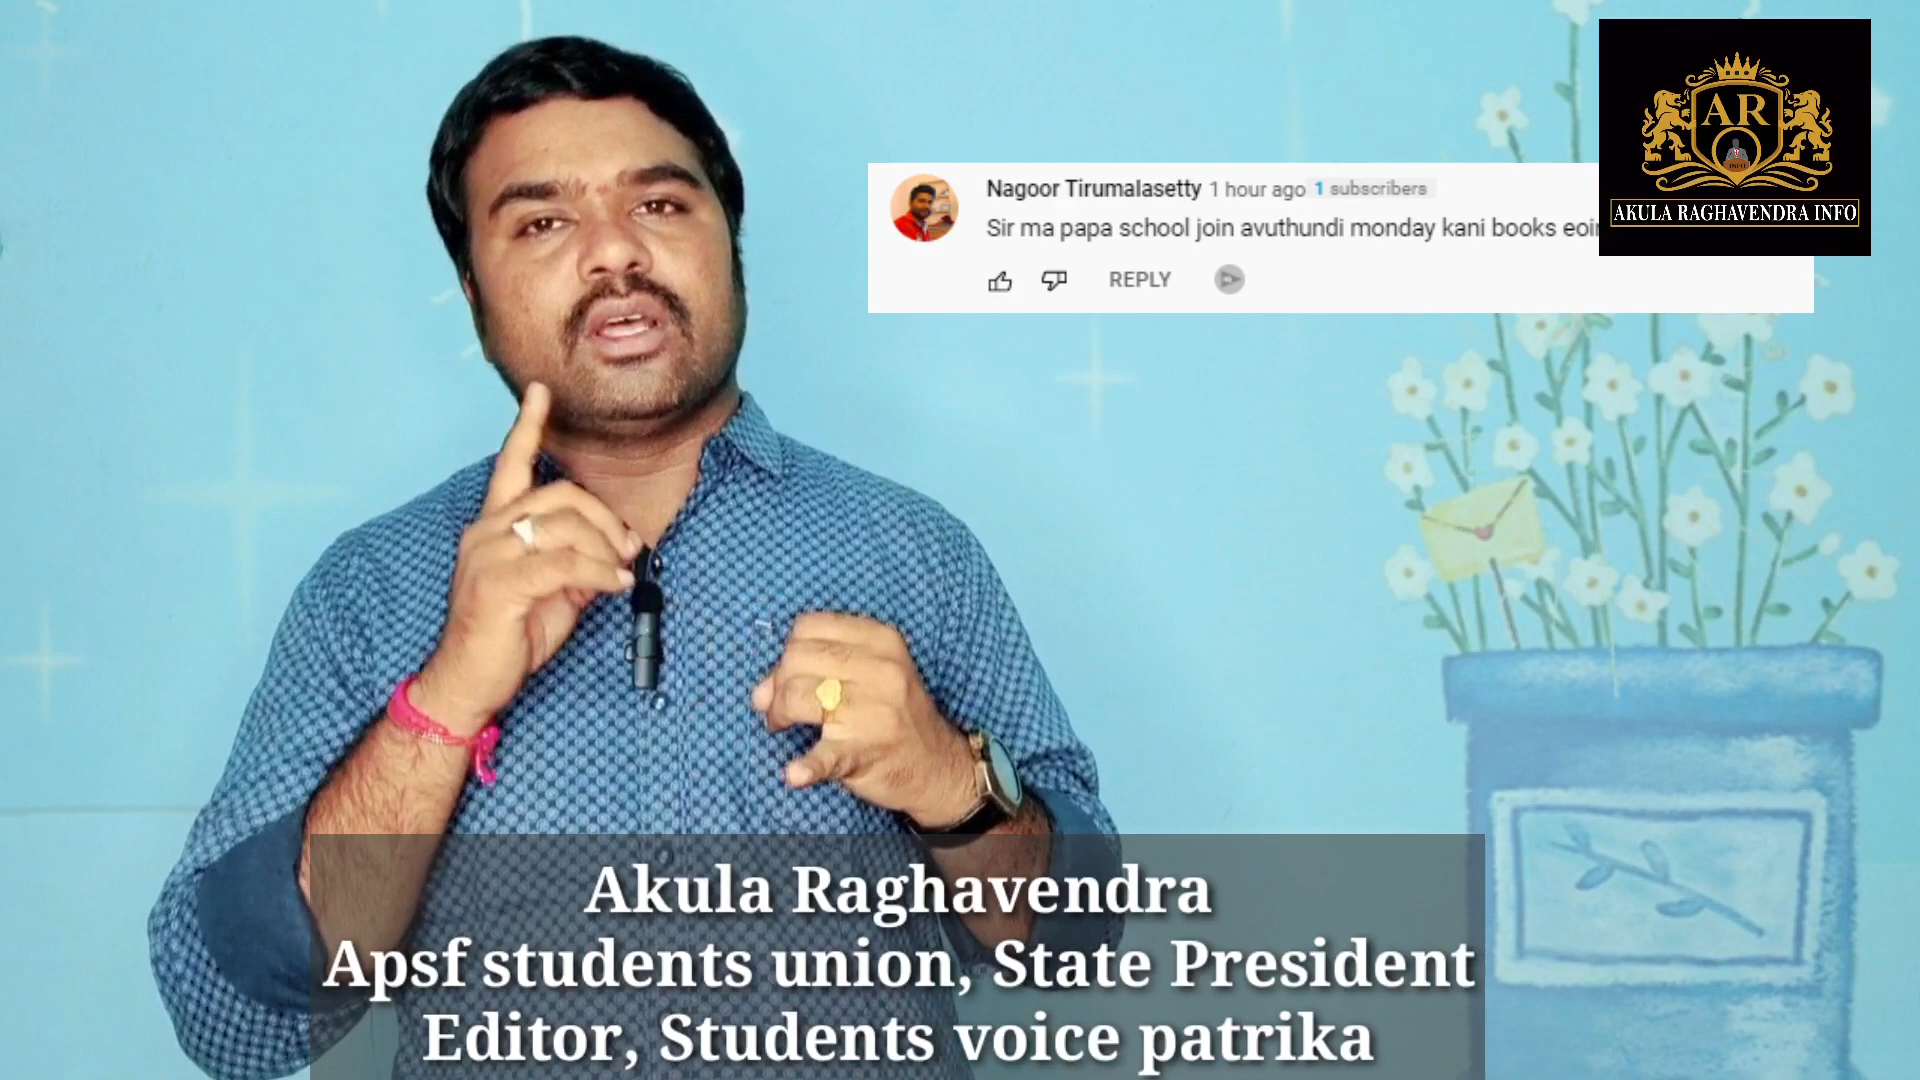 AR
INFO
AKULA RAGHAVENDRA INFO
Nagoor Tirumalasetty 1 hour ago 1 subscribers
Sir ma papa school join avuthundi monday kani books
REPLY
Akula Raghavendra
Apsf students union, State President
Editor, Students voice patrika